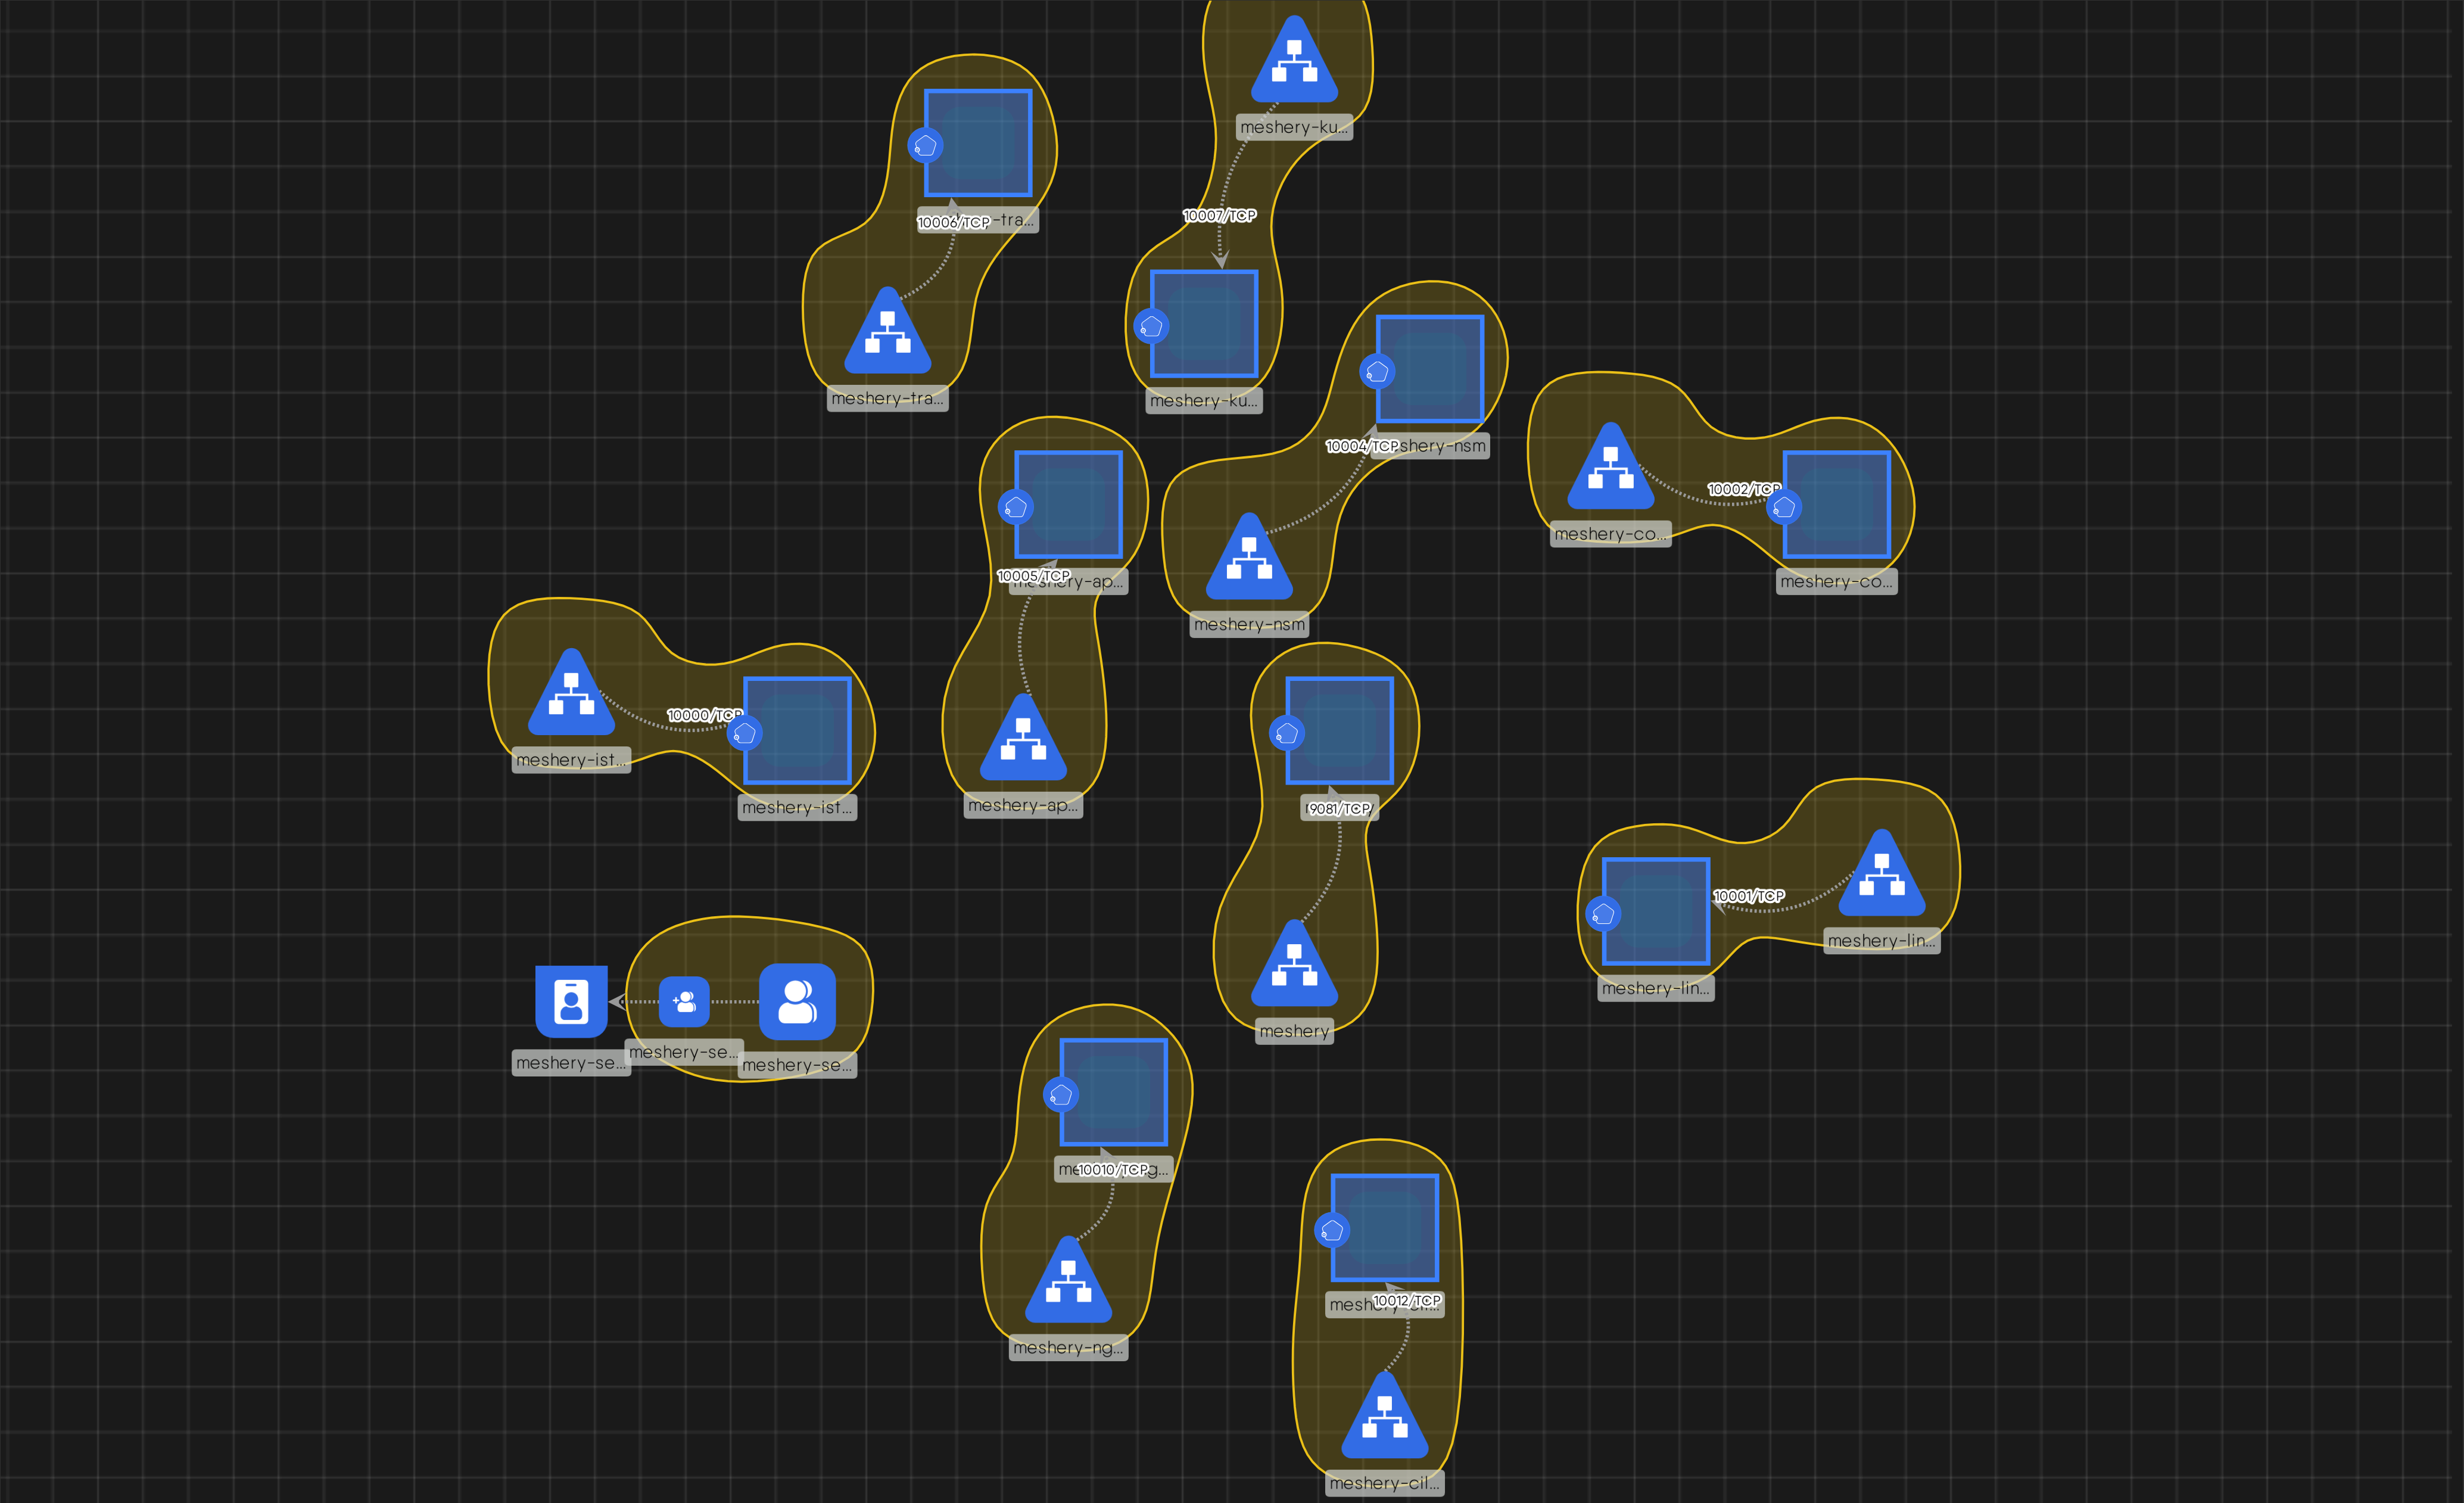 meshery-ku...
-tra...
10006/TCP
10007/TCP
meshery-tra...
meshery-ku...
10004/TCP
shery-nsm
10002/TCP
meshery-co...
10005/TCP
meshery-ap...
meshery-co...
meshery-nsm
10000/TCP
meshery-ist...
meshery-ist...
meshery-ap...
9081/TCP
10001/TCP
meshery-lin...
meshery-lin...
meshery
meshery-se...
meshery-se...
meshery-se...
10010/TCP
10012/TCP
meshery-ng...
meshery-cil...